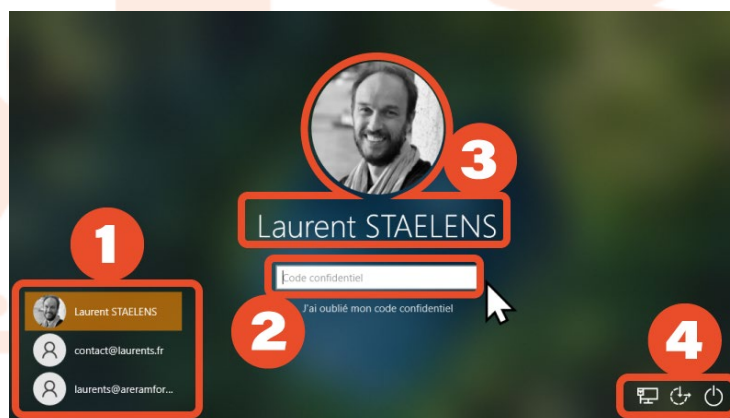 3
Laurent STAELENS
1
Code confidentiel
Laurent STAELENS
2
J'ai oublié mon code confidentiel
4
contact@laurents.fr
laurents@areramfor...